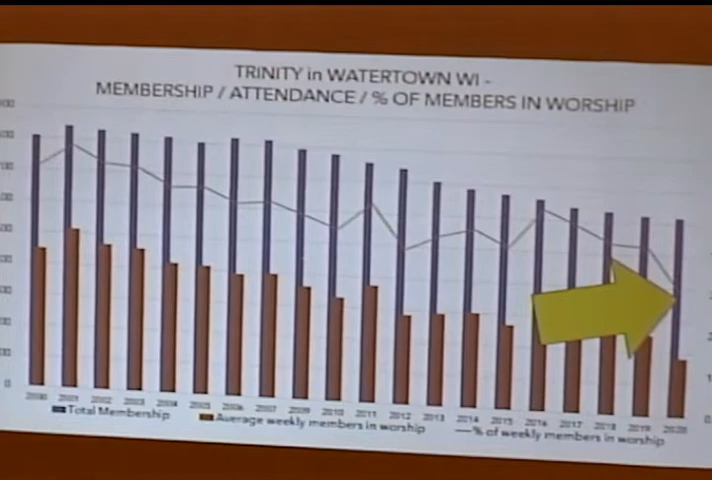 TRINITY in WATERTOWN WI -
MEMBERSHIP / ATTENDANCE / % OF MEMBERS IN WORSHIP
0
2000 2001 2002 2003 2004 2005 2006 2007 2009 2010 2011 2012 2013 2014 2015 2016 2017 2018 2019 2020
Total Membership Average weekly members in worship % of weekly members in worship